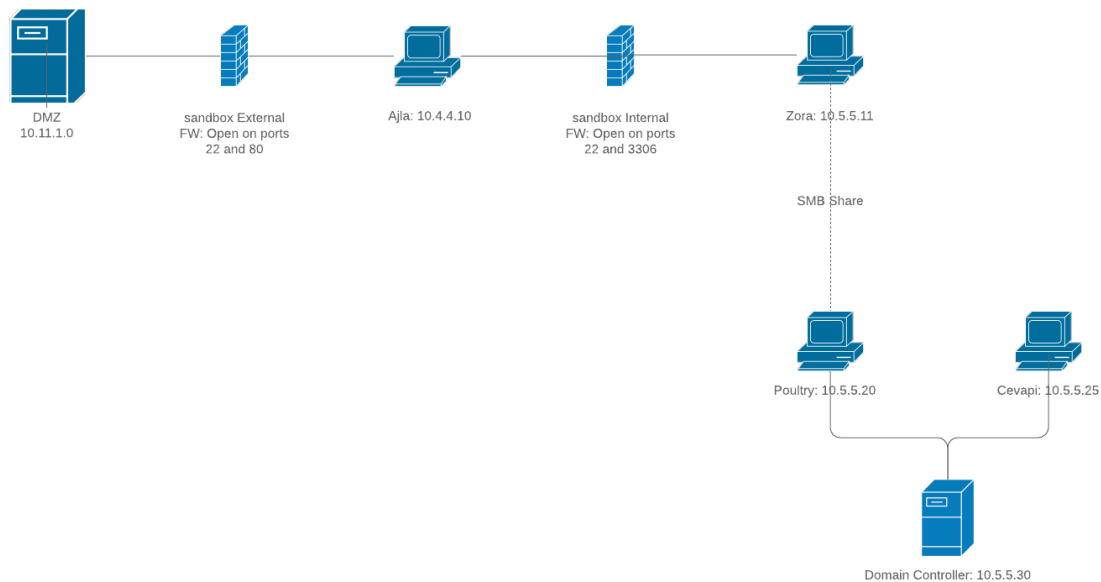 DMZ
10.11.1.0
sandbox External
FW: Open on ports
22 and 80
Ajla: 10.4.4.10
sandbox Internal
FW: Open on ports
22 and 3306
Zora: 10.5.5.11
SMB Share
Poultry: 10.5.5.20
Cevapi: 10.5.5.25
Domain Controller: 10.5.5.30